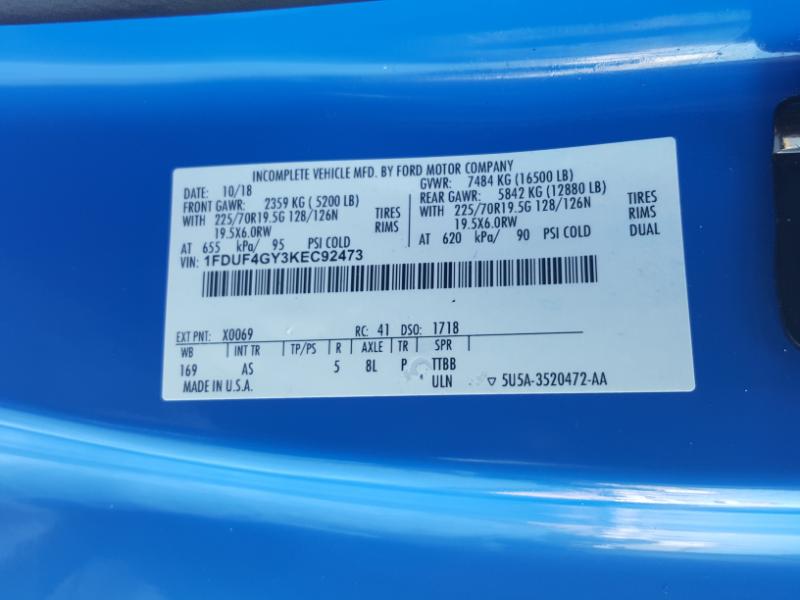 INCOMPLETE VEHICLE MFD. BY FORD MOTOR COMPANY
DATE: 10/18 GVWR: 7484 KG (16500 LB)
FRONT GAWR: 2359 KG ( 5200 LB) REAR GAWR: 5842 KG (12880 LB)
WITH 225/70R19.5G 128/126N TIRES WITH 225/70R19.5G 128/126N TIRES
19.5X6.0RW RIMS 19.5X6.0RW RIMS
AT 655 kPa/ 95 PSI COLD AT 620 kPa/ 90 PSI COLD DUAL
VIN: 1FDUF4GY3KEC92473
EXT PNT: X0069 RC: 41 DSO: 1718
WB INT TR TP/PS R AXLE TR SPR
169 AS 5 8L P TTBB
MADE IN U.S.A. ULN ▽ 5U5A-3520472-AA